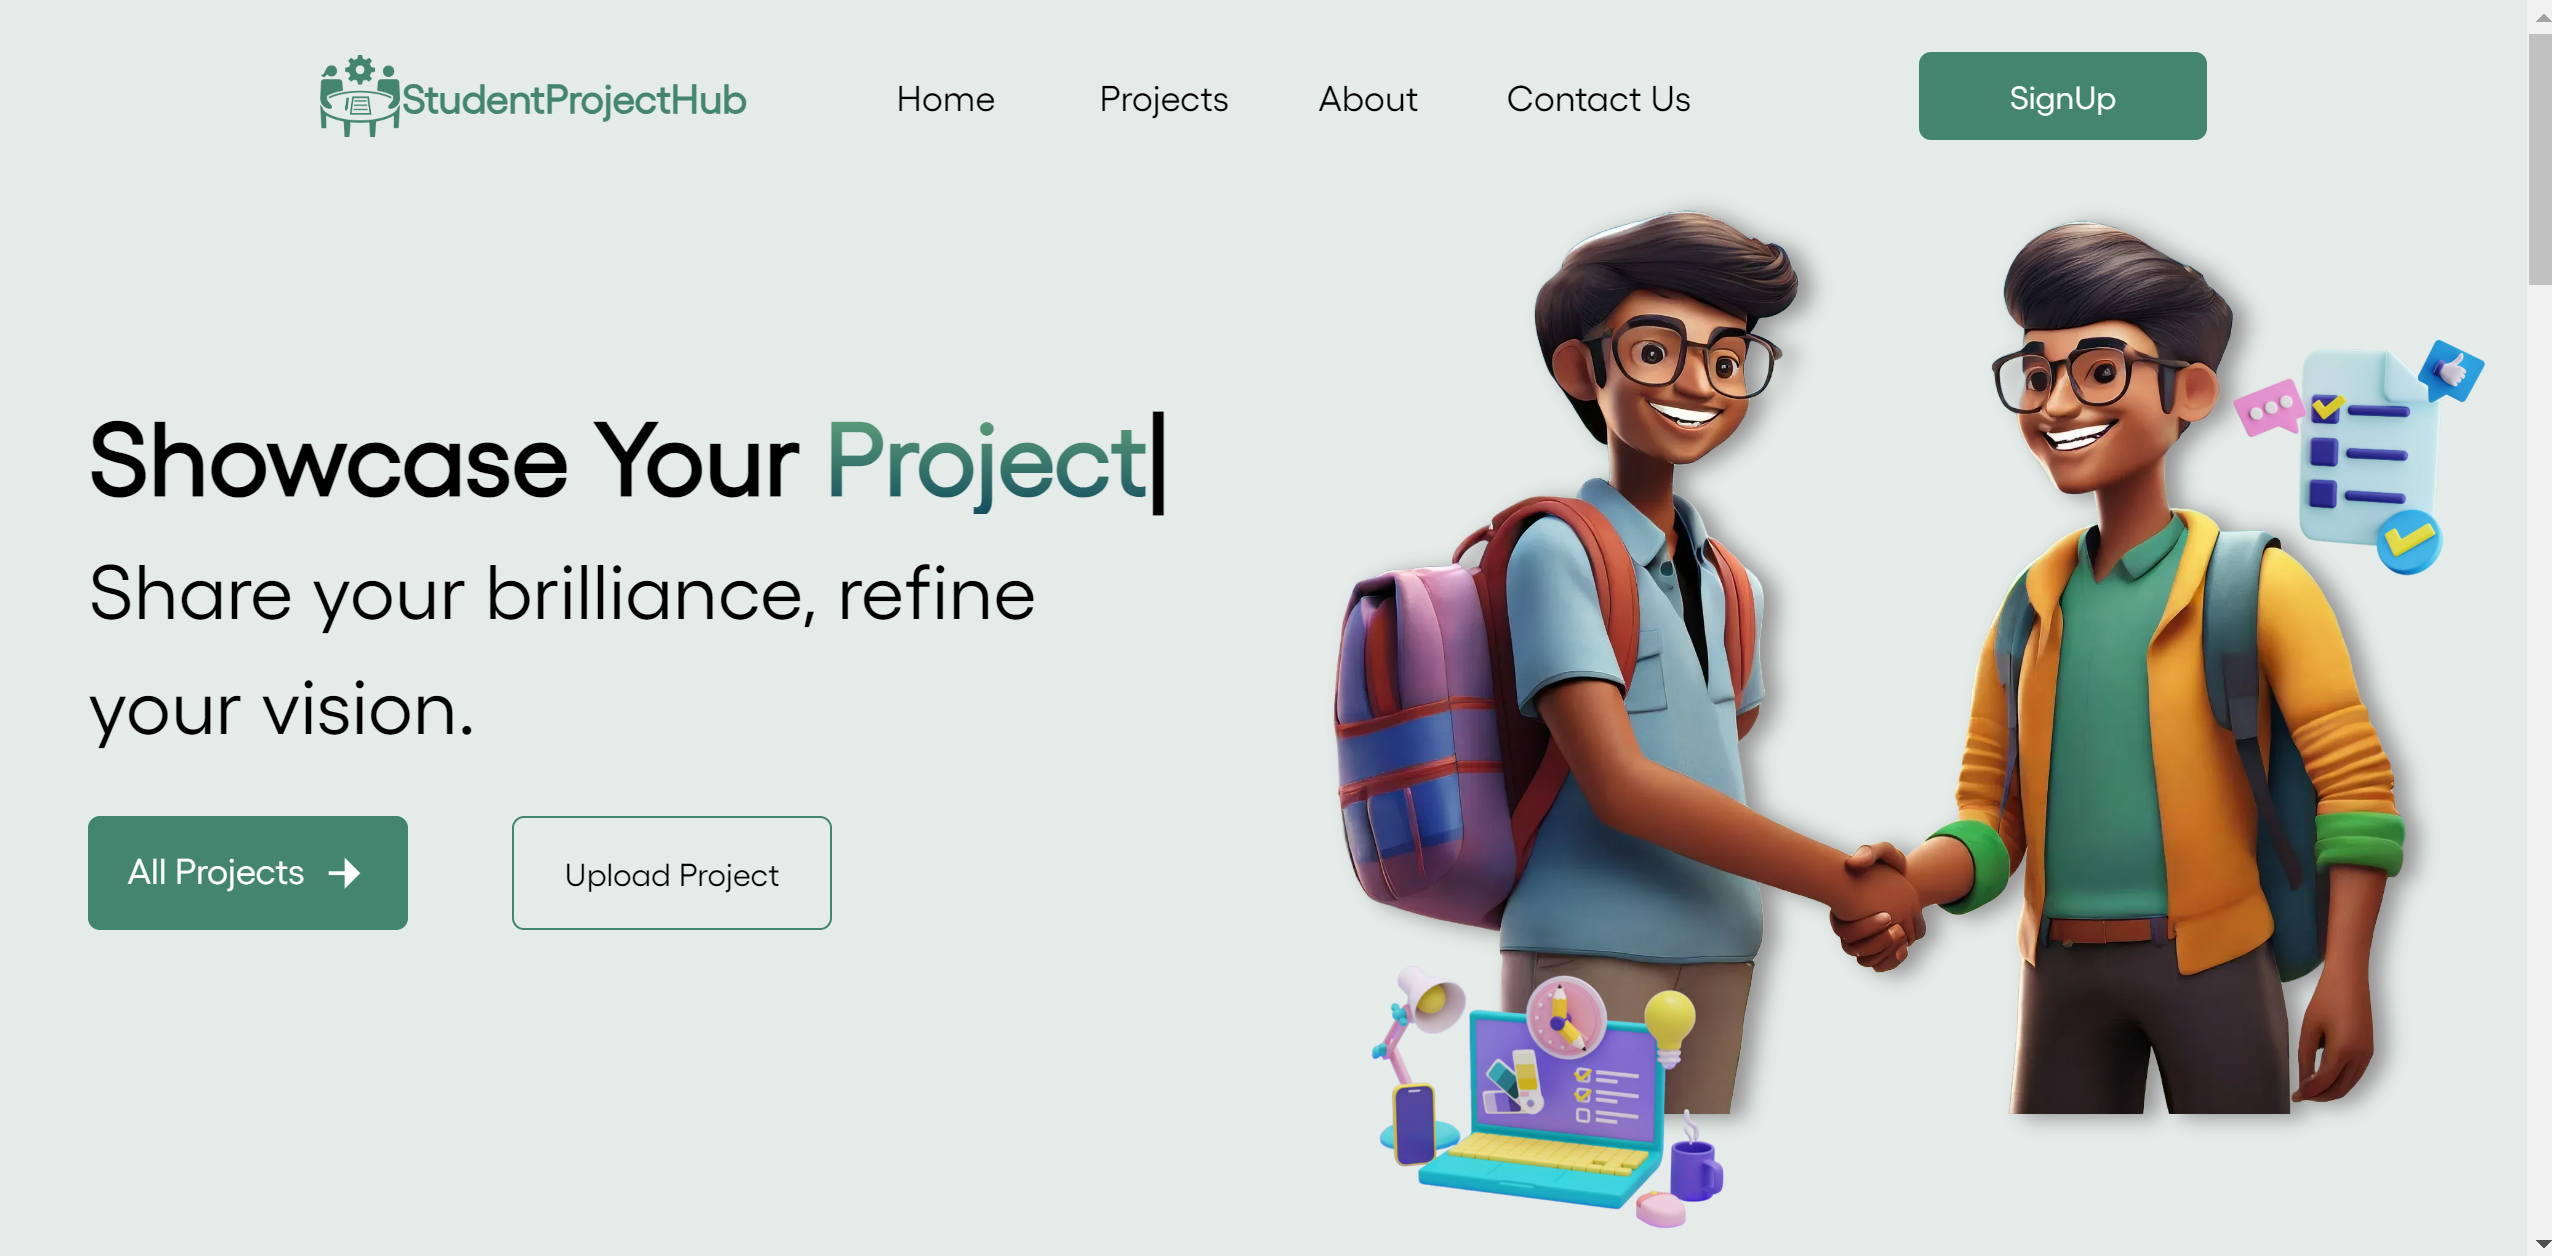 StudentProjectHub
Home
Projects
About
Contact Us
SignUp
Showcase Your Project
Share your brilliance, refine
your vision.
All Projects
Upload Project